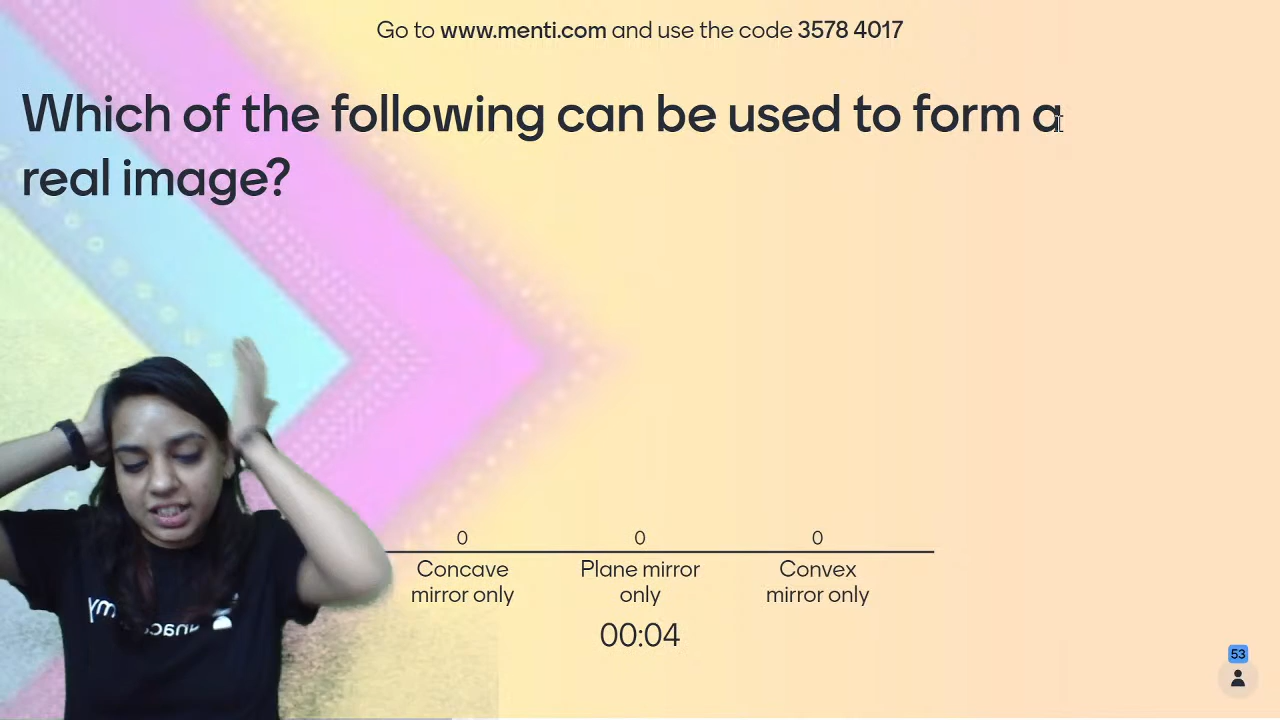 Go to www.menti.com and use the code 3578 4017
Which of the following can be used to form a
real image?
0 0 0
Concave Plane mirror Convex
mirror only only mirror only
00:04
53